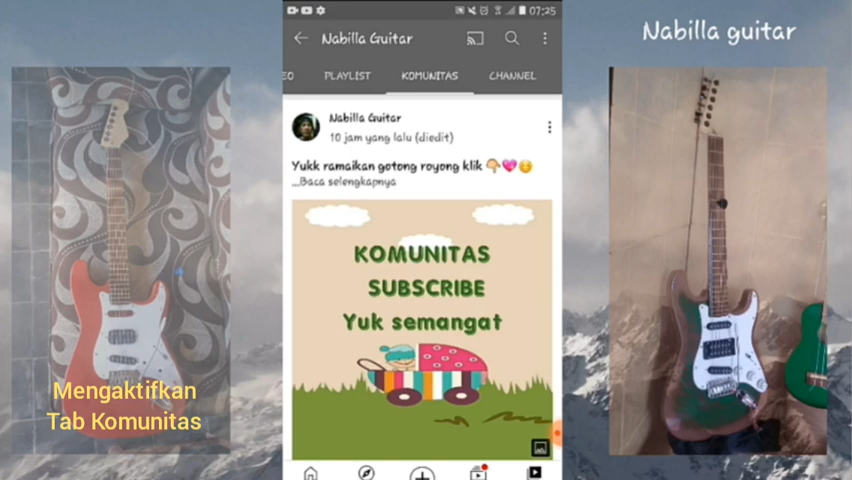 Nabilla guitar
07:25
Nabilla Guitar
EO PLAYLIST KOMUNITAS CHANNEL
Nabilla Guitar
10 jam yang lalu (diedit)
Yukk ramaikan gotong royong klik 👇💖☺️
...Baca selengkapnya
KOMUNITAS
SUBSCRIBE
Yuk semangat
Mengaktifkan
Tab Komunitas